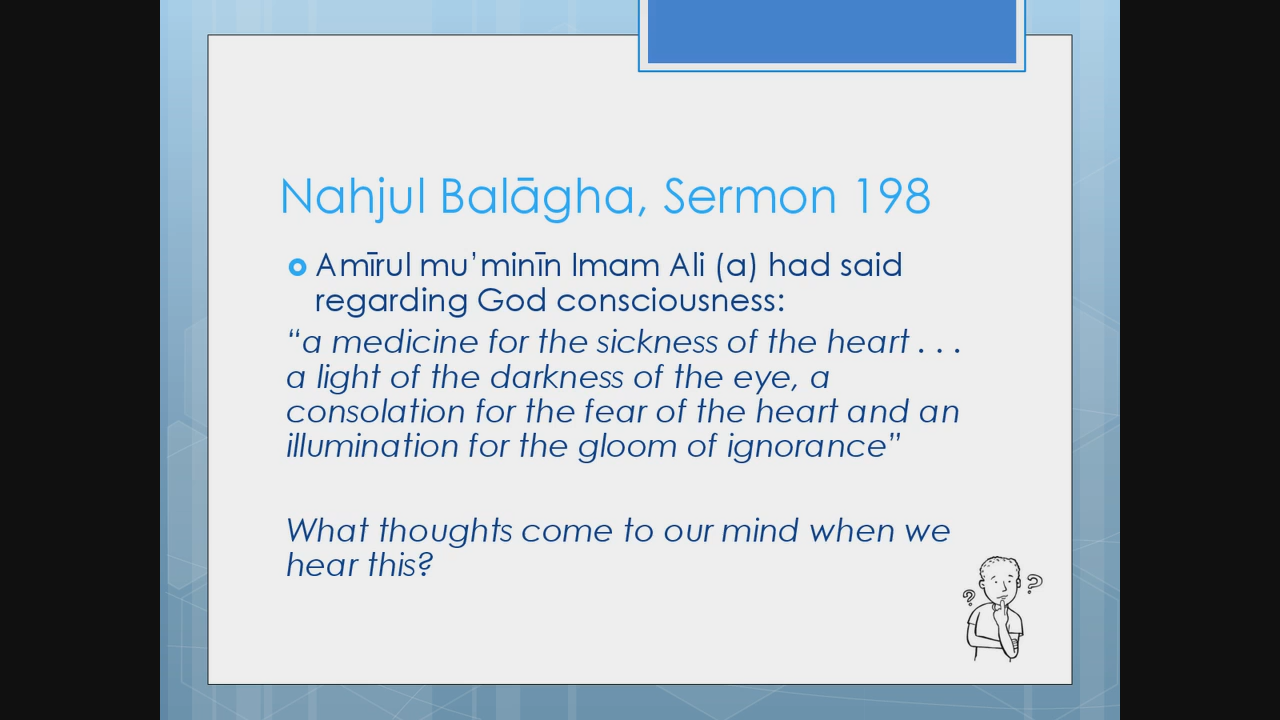 Nahjul Balāgha, Sermon 198
Amīrul mu’minīn Imam Ali (a) had said
regarding God consciousness:
“a medicine for the sickness of the heart . . .
a light of the darkness of the eye, a
consolation for the fear of the heart and an
illumination for the gloom of ignorance”
What thoughts come to our mind when we
hear this?
? ?